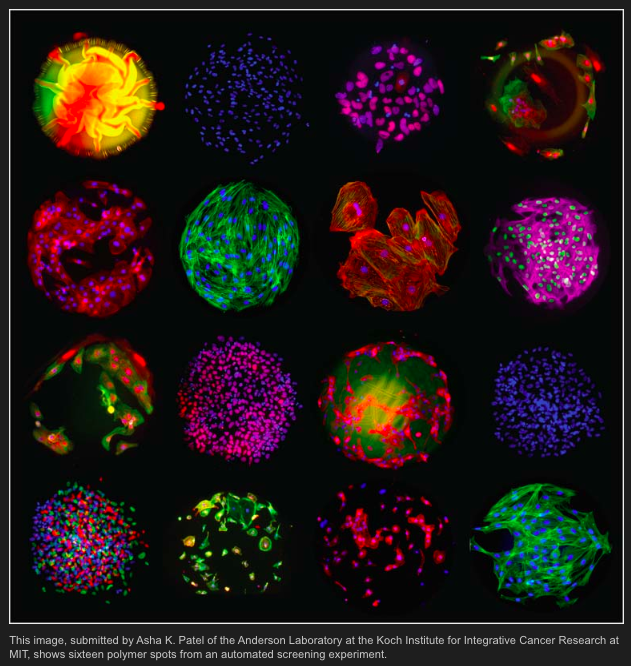 This image, submitted by Asha K. Patel of the Anderson Laboratory at the Koch Institute for Integrative Cancer Research at
MIT, shows sixteen polymer spots from an automated screening experiment.